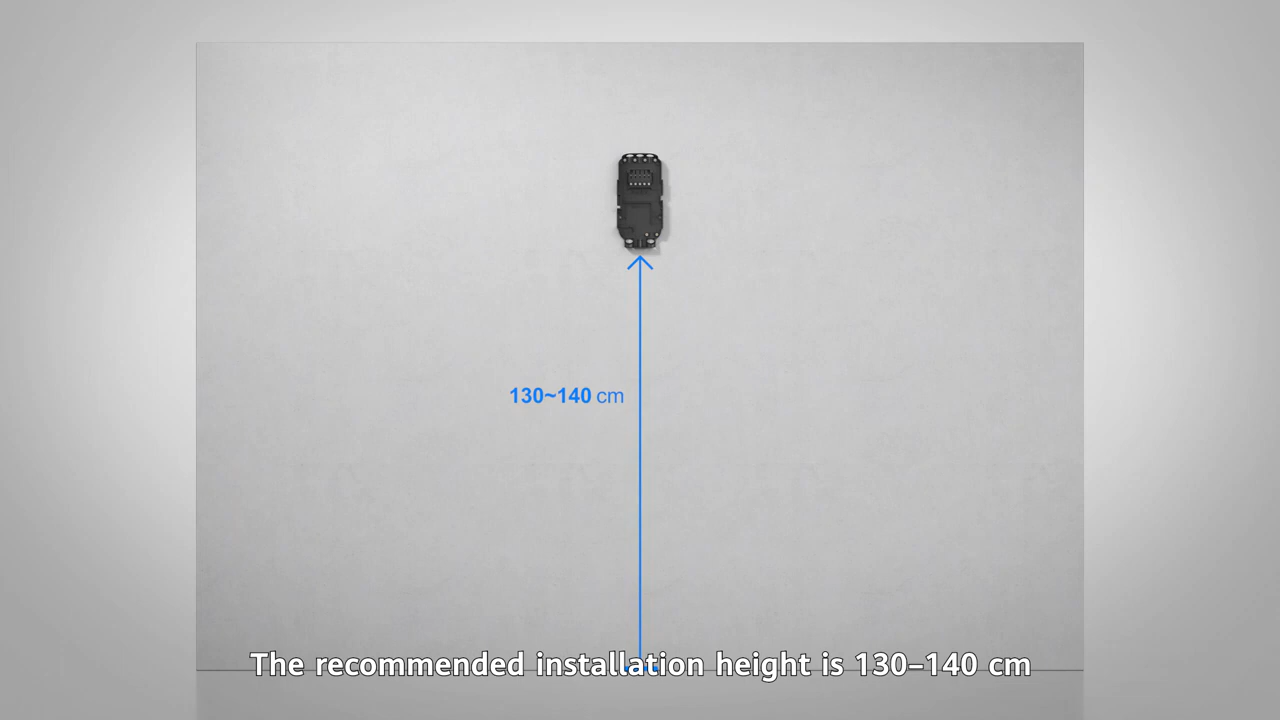 130~140 cm
The recommended installation height is 130–140 cm